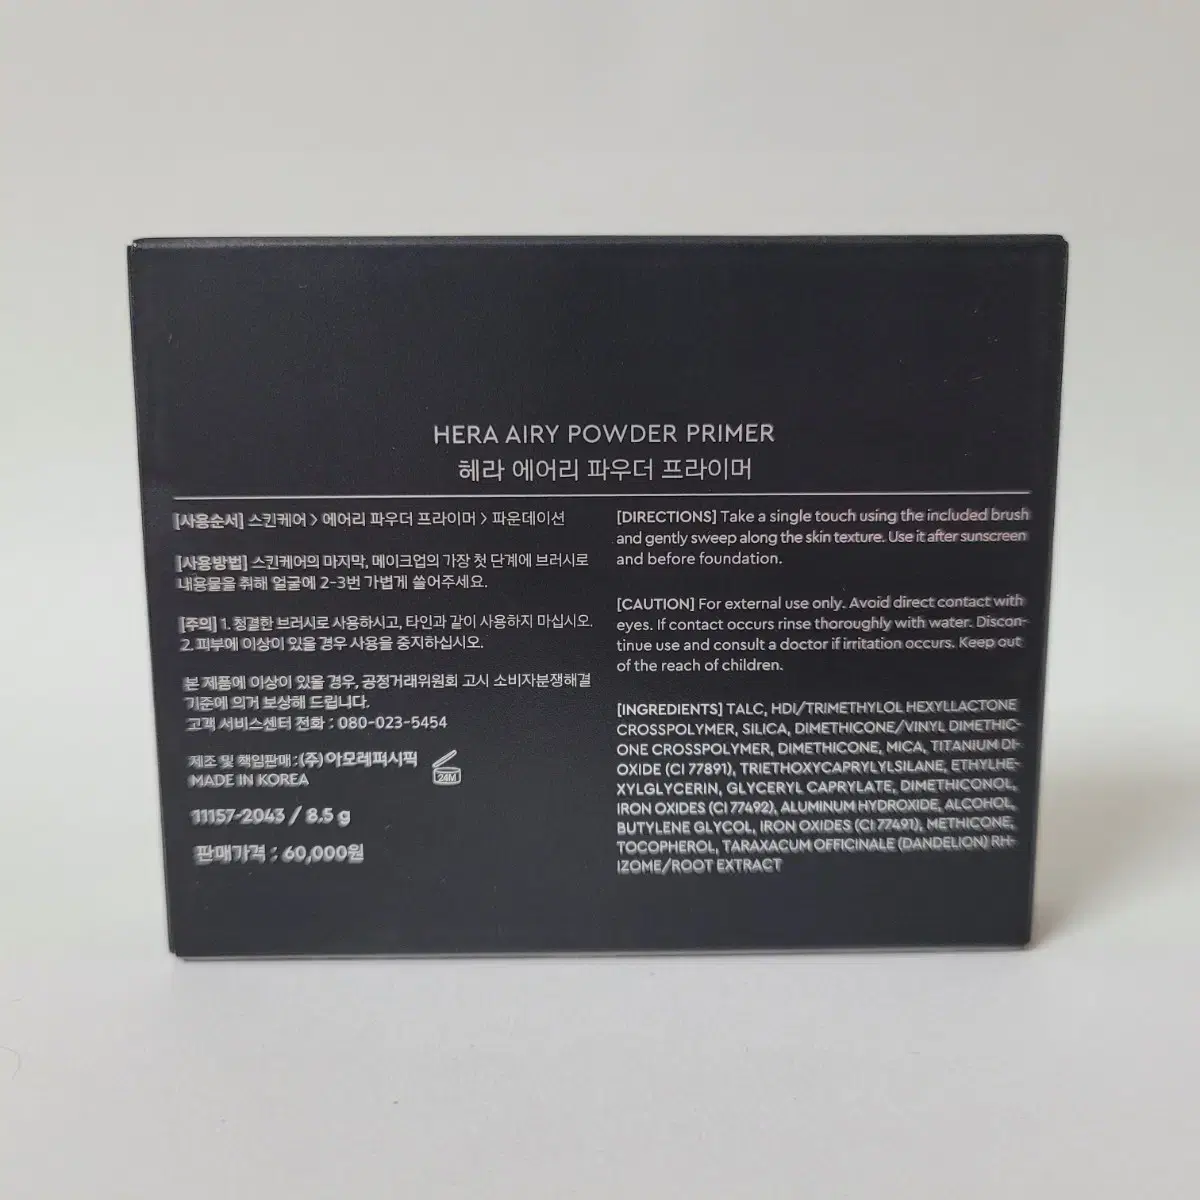 HERA AIRY POWDER PRIMER
헤라 에어리 파우더 프라이머
[사용순서] 스킨케어 > 에어리 파우더 프라이머 > 파운데이션
[사용방법] 스킨케어의 마지막, 메이크업의 가장 첫 단계에 브러시로
내용물을 취해 얼굴에 2-3번 가볍게 쓸어주세요.
[주의] 1. 청결한 브러시로 사용하시고, 타인과 같이 사용하지 마십시오.
2. 피부에 이상이 있을 경우 사용을 중지하십시오.
본 제품에 이상이 있을 경우, 공정거래위원회 고시 소비자분쟁해결
기준에 의거 보상해 드립니다.
고객 서비스센터 전화 : 080-023-5454
제조 및 책임판매 : (주)아모레퍼시픽
MADE IN KOREA
24M
11157-2043 / 8.5 g
판매가격 : 60,000원
[DIRECTIONS] Take a single touch using the included brush
and gently sweep along the skin texture. Use it after sunscreen
and before foundation.
[CAUTION] For external use only. Avoid direct contact with
eyes. If contact occurs rinse thoroughly with water. Discon-
tinue use and consult a doctor if irritation occurs. Keep out
of the reach of children.
[INGREDIENTS] TALC, HDI/TRIMETHYLOL HEXYLLACTONE
CROSSPOLYMER, SILICA, DIMETHICONE/VINYL DIMETHIC-
ONE CROSSPOLYMER, DIMETHICONE, MICA, TITANIUM DI-
OXIDE (CI 77891), TRIETHOXYCAPRYLYLSILANE, ETHYLHE-
XYLGLYCERIN, GLYCERYL CAPRYLATE, DIMETHICONOL,
IRON OXIDES (CI 77492), ALUMINUM HYDROXIDE, ALCOHOL,
BUTYLENE GLYCOL, IRON OXIDES (CI 77491), METHICONE,
TOCOPHEROL, TARAXACUM OFFICINALE (DANDELION) RH-
IZOME/ROOT EXTRACT